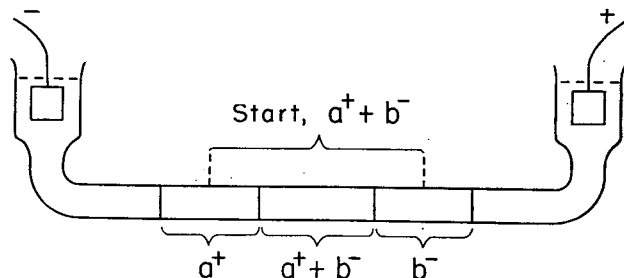 − +
Start, a⁺ + b⁻
a⁺ a⁺ + b⁻ b⁻